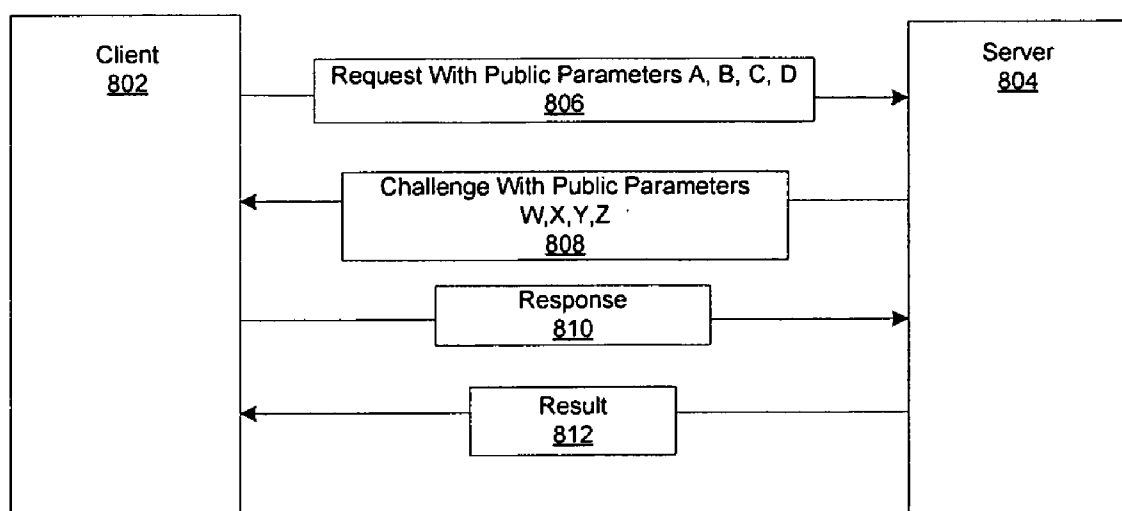 Client
802
Server
804
Request With Public Parameters A, B, C, D
806
Challenge With Public Parameters
W,X,Y,Z
808
Response
810
Result
812